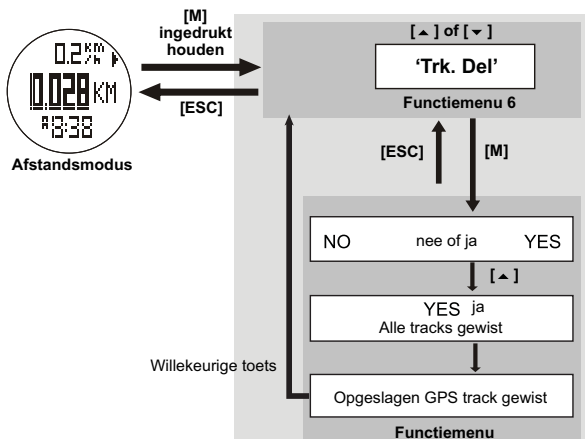 [M]
ingedrukt
houden
[ESC]
0.2 KM/h
0.028 KM
A 8:38
Afstandsmodus
[▲] of [▼]
‘Trk. Del’
Functiemenu 6
[ESC]
[M]
NO nee of ja YES
[▲]
YES ja
Alle tracks gewist
Willekeurige toets
Opgeslagen GPS track gewist
Functiemenu